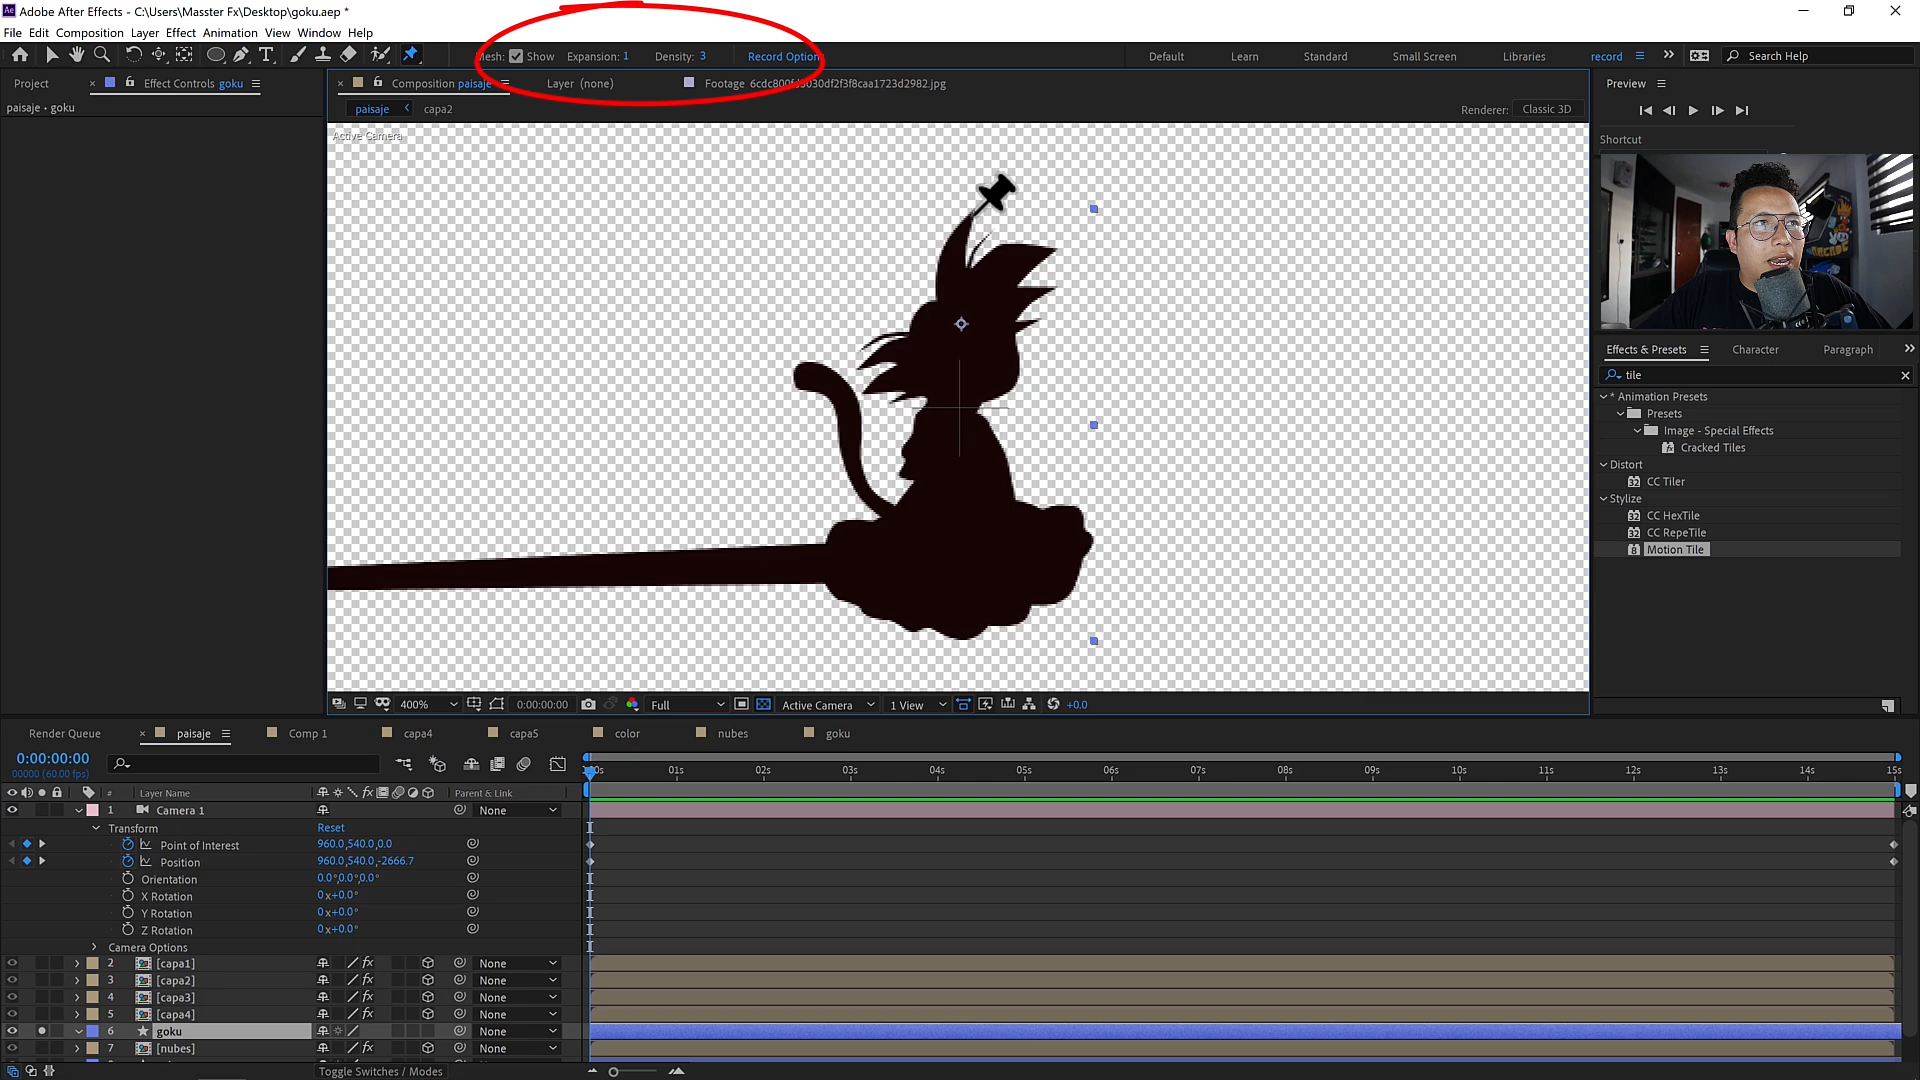 Adobe After Effects - C:\Users\Masster Fx\Desktop\goku.aep *
File Edit Composition Layer Effect Animation View Window Help
Mesh: Show Expansion: 1 Density: 3 Record Options
Default Learn Standard Small Screen Libraries record Search Help
Project Effect Controls goku
Composition paisaje Layer (none) Footage
Preview
paisaje • goku
paisaje capa2
Renderer: Classic 3D
Active Camera
Shortcut
Effects & Presets Character Paragraph
tile
* Animation Presets
Presets
Image - Special Effects
Cracked Tiles
Distort
CC Tiler
Stylize
CC HexTile
CC RepeTile
Motion Tile
400% 0:00:00:00 Full Active Camera 1 View +0.0
Render Queue paisaje Comp 1 capa4 capa5 color nubes goku
0:00:00:00
00000 (60.00 fps)
01s 02s 03s 04s 05s 06s 07s 08s 09s 10s 11s 12s 13s 14s 15s
# Layer Name fx Parent & Link
1 Camera 1 None
Transform Reset
Point of Interest 960.0,540.0,0.0
Position 960.0,540.0,-2666.7
Orientation 0.0°,0.0°,0.0°
X Rotation 0x+0.0°
Y Rotation 0x+0.0°
Z Rotation 0x+0.0°
Camera Options
2 [capa1] fx None
3 [capa2] fx None
4 [capa3] fx None
5 [capa4] fx None
6 goku None
7 [nubes] fx None
Toggle Switches / Modes